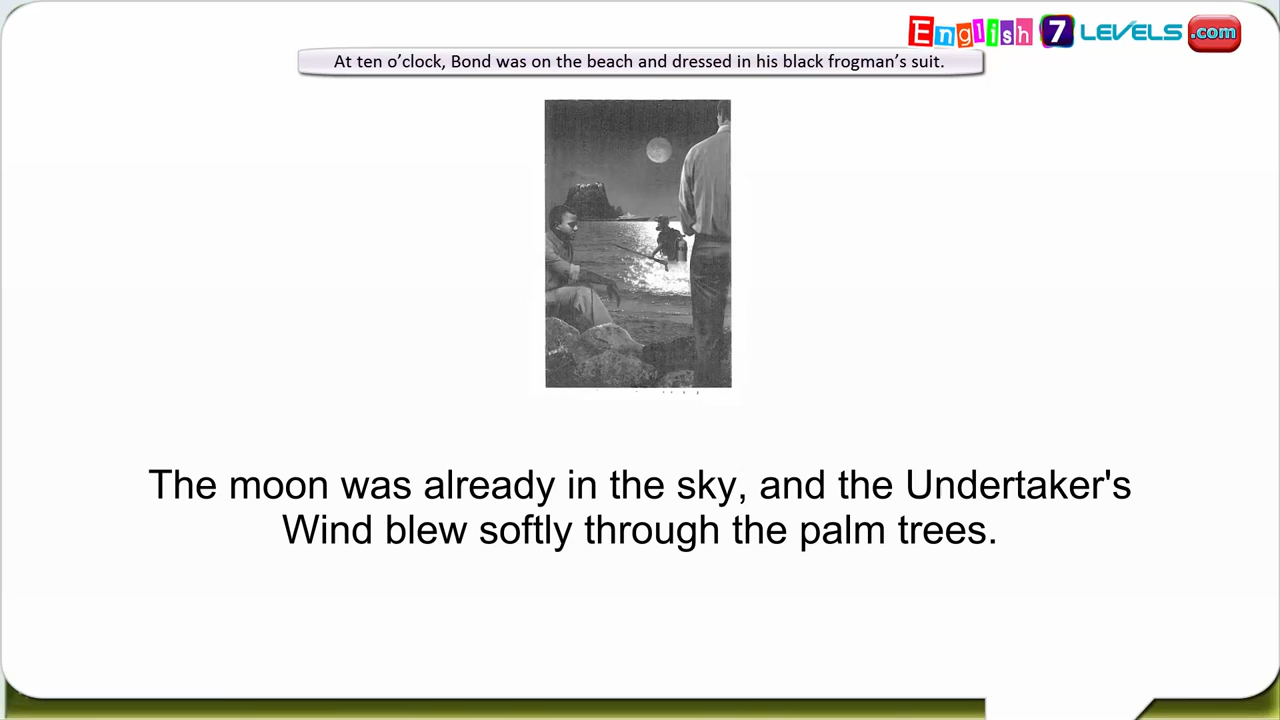 English 7 LEVELS .com
At ten o’clock, Bond was on the beach and dressed in his black frogman’s suit.
The moon was already in the sky, and the Undertaker's
Wind blew softly through the palm trees.